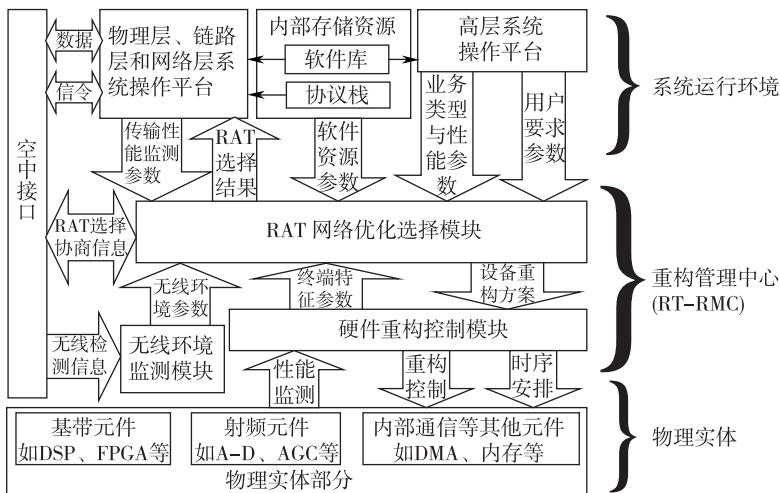 空中接口
数据
信令
物理层、链路
层和网络层系
统操作平台
内部存储资源
软件库
协议栈
高层系统
操作平台
系统运行环境
传输性
能监测
参数
RAT
选择
结果
软件
资源
参数
业务
类型
与性
能参
数
用户
要求
参数
RAT选择
协商信息
RAT 网络优化选择模块
重构管理中心
(RT-RMC)
无线环
境参数
终端特
征参数
设备重
构方案
无线检
测信息
无线环境
监测模块
硬件重构控制模块
性能
监测
重构
控制
时序
安排
基带元件
如DSP、FPGA等
射频元件
如A-D、AGC等
内部通信等其他元件
如DMA、内存等
物理实体部分
物理实体